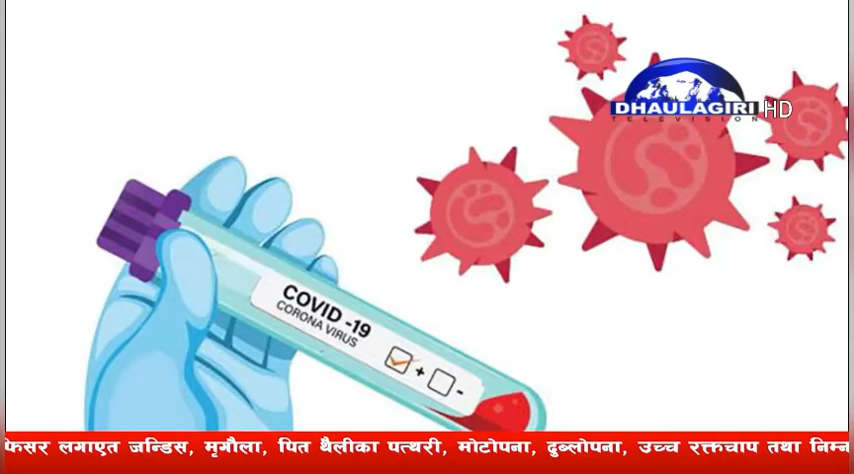 DHAULAGIRI HD
TELEVISION
COVID -19
CORONA VIRUS
+ -
फिसर लगाएत जन्डिस, मृगौला, पित थैलीका पत्थरी, मोटोपना, दुब्लोपना, उच्च रक्तचाप तथा निम्न